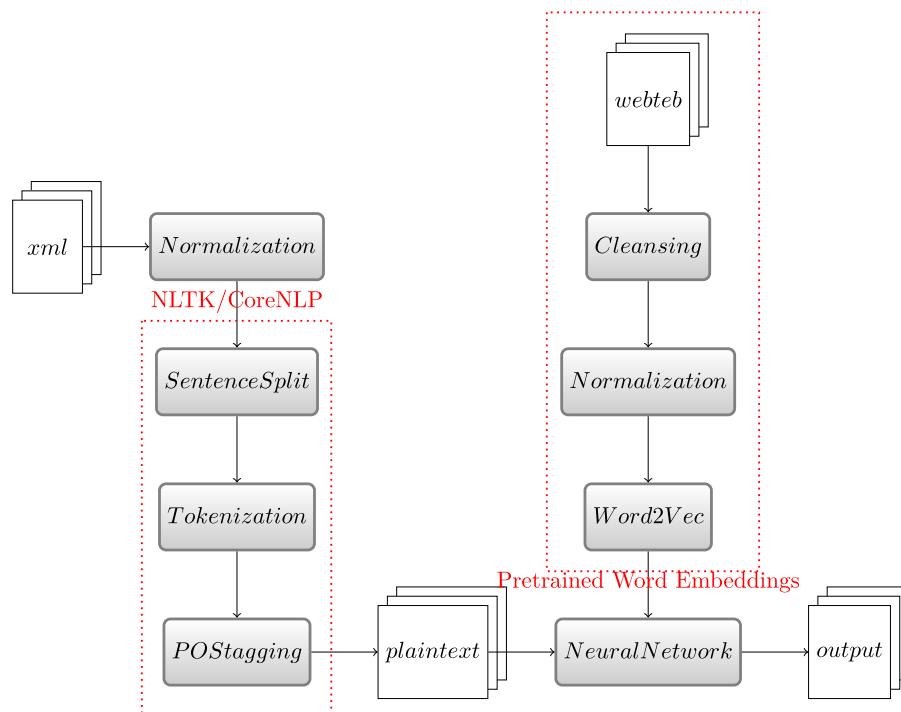 webteb
xml
Normalization
Cleansing
NLTK/CoreNLP
SentenceSplit
Normalization
Tokenization
Word2Vec
Pretrained Word Embeddings
POStagging
plaintext
NeuralNetwork
output